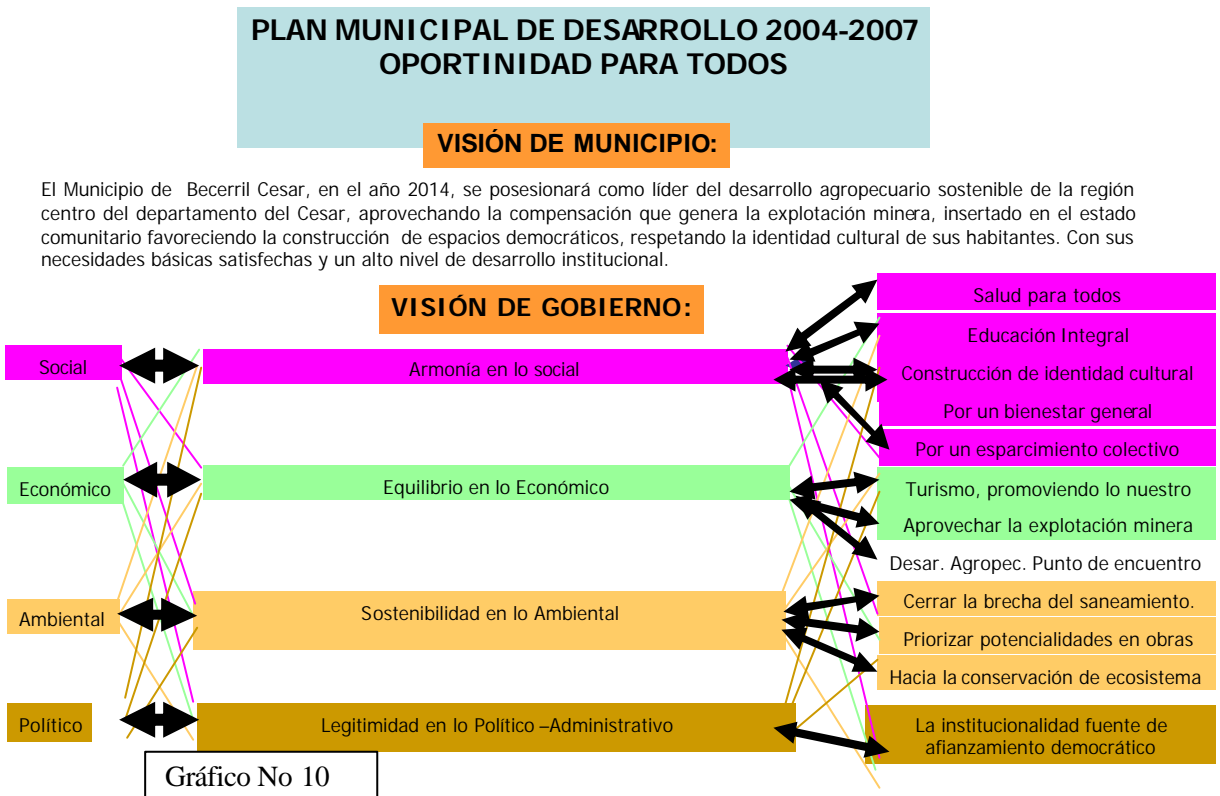 PLAN MUNICIPAL DE DESARROLLO 2004-2007
OPORTINIDAD PARA TODOS
VISIÓN DE MUNICIPIO:
El Municipio de Becerril Cesar, en el año 2014, se posesionará como líder del desarrollo agropecuario sostenible de la región
centro del departamento del Cesar, aprovechando la compensación que genera la explotación minera, insertado en el estado
comunitario favoreciendo la construcción de espacios democráticos, respetando la identidad cultural de sus habitantes. Con sus
necesidades básicas satisfechas y un alto nivel de desarrollo institucional.
VISIÓN DE GOBIERNO:
Social
Armonía en lo social
Salud para todos
Educación Integral
Construcción de identidad cultural
Por un bienestar general
Por un esparcimiento colectivo
Económico
Equilibrio en lo Económico
Turismo, promoviendo lo nuestro
Aprovechar la explotación minera
Desar. Agropec. Punto de encuentro
Ambiental
Sostenibilidad en lo Ambiental
Cerrar la brecha del saneamiento.
Priorizar potencialidades en obras
Hacia la conservación de ecosistema
Político
Legitimidad en lo Político –Administrativo
La institucionalidad fuente de
afianzamiento democrático
Gráfico No 10